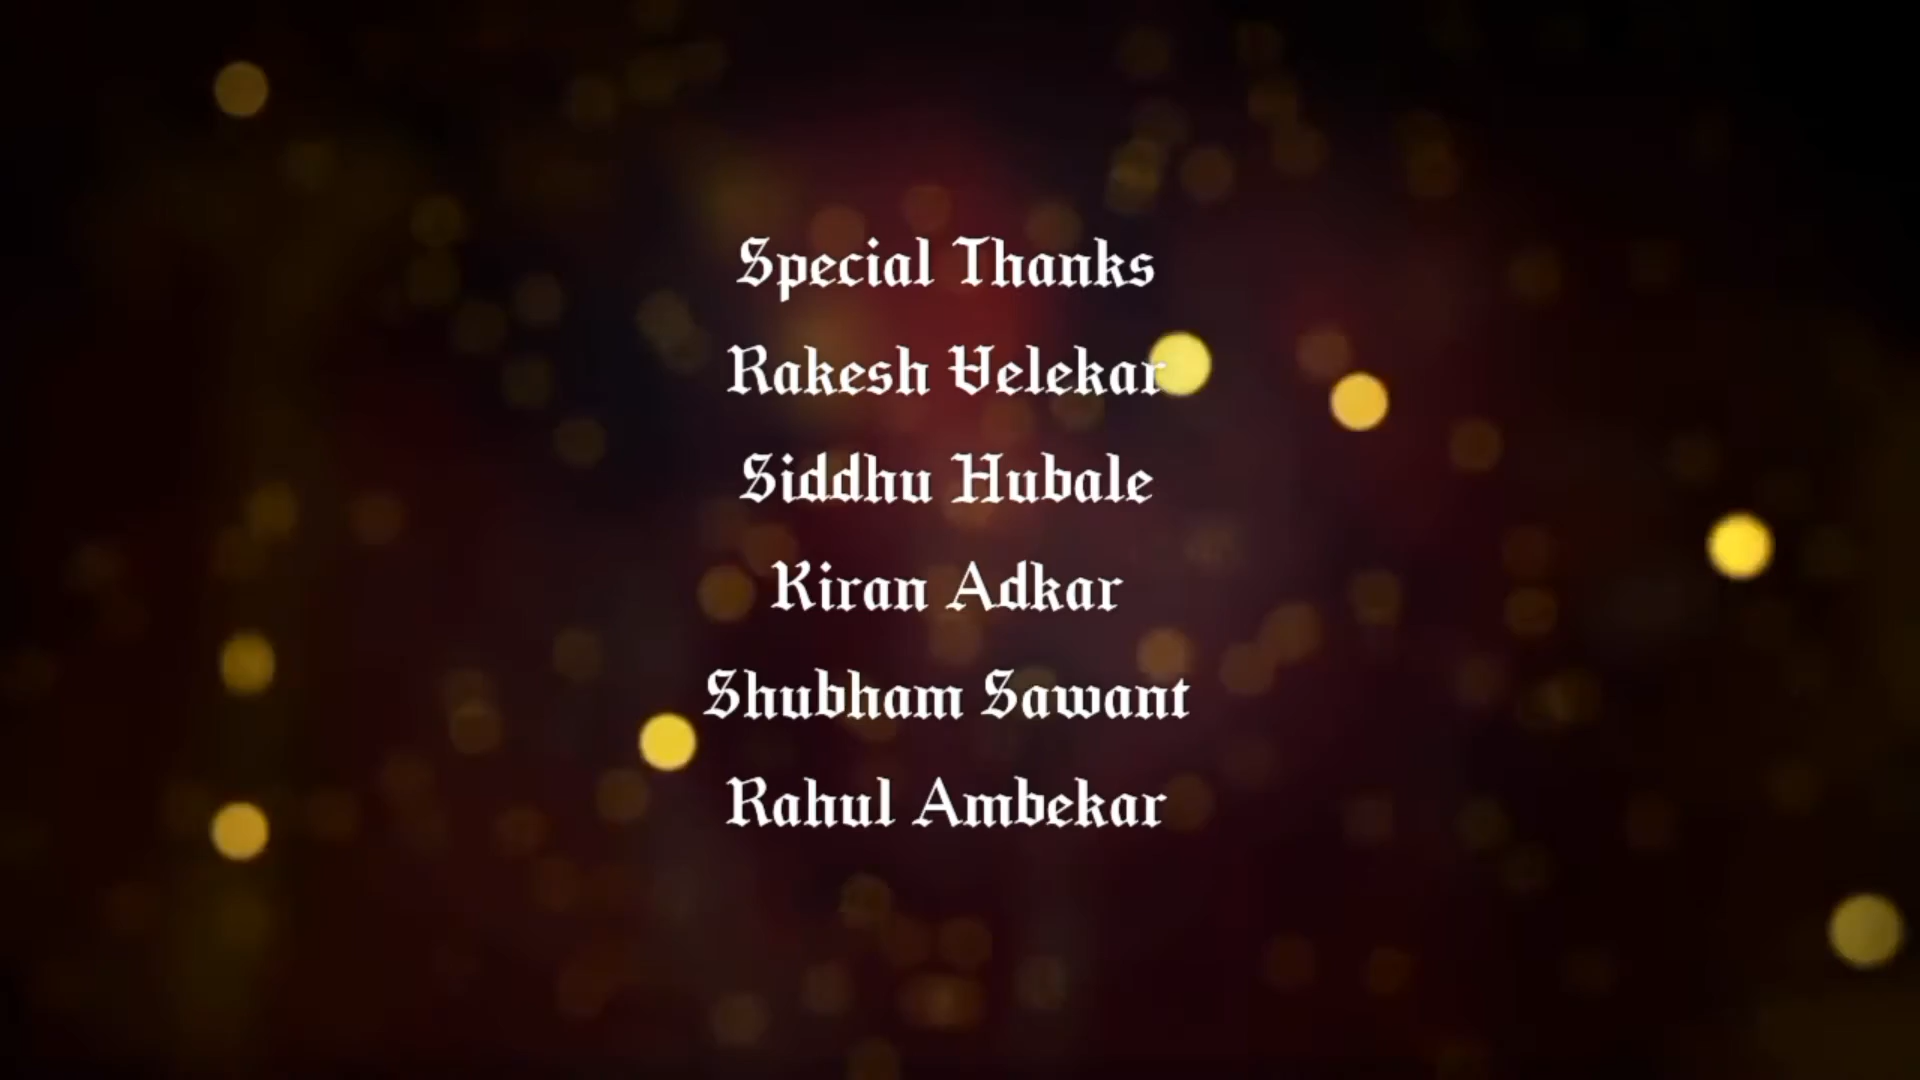 Special Thanks
Rakesh Velekar
Siddhu Hubale
Kiran Adkar
Shubham Sawant
Rahul Ambekar